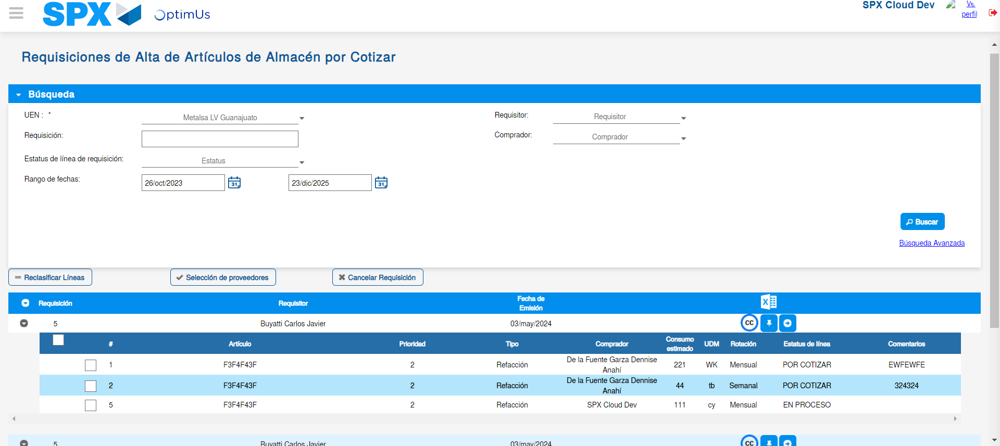 SPX OptimUs SPX Cloud Dev Ve
perfil
Requisiciones de Alta de Artículos de Almacén por Cotizar
Búsqueda
UEN : * Metalsa LV Guanajuato Requisitor: Requisitor
Requisición: Comprador: Comprador
Estatus de línea de requisición: Estatus
Rango de fechas: 26/oct/2023 31 23/dic/2025 31
Buscar
Búsqueda Avanzada
Reclasificar Líneas Selección de proveedores Cancelar Requisición
Requisición Requisitor Fecha de Emisión X
5 Buyatti Carlos Javier 03/may/2024 CC
# Artículo Prioridad Tipo Comprador Consumo estimado UDM Rotación Estatus de línea Comentarios
1 F3F4F43F 2 Refacción De la Fuente Garza Dennise Anahí 221 WK Mensual POR COTIZAR EWFEWFE
2 F3F4F43F 2 Refacción De la Fuente Garza Dennise Anahí 44 tb Semanal POR COTIZAR 324324
5 F3F4F43F 2 Refacción SPX Cloud Dev 111 cy Mensual EN PROCESO
5 Buyatti Carlos Javier 03/may/2024 CC